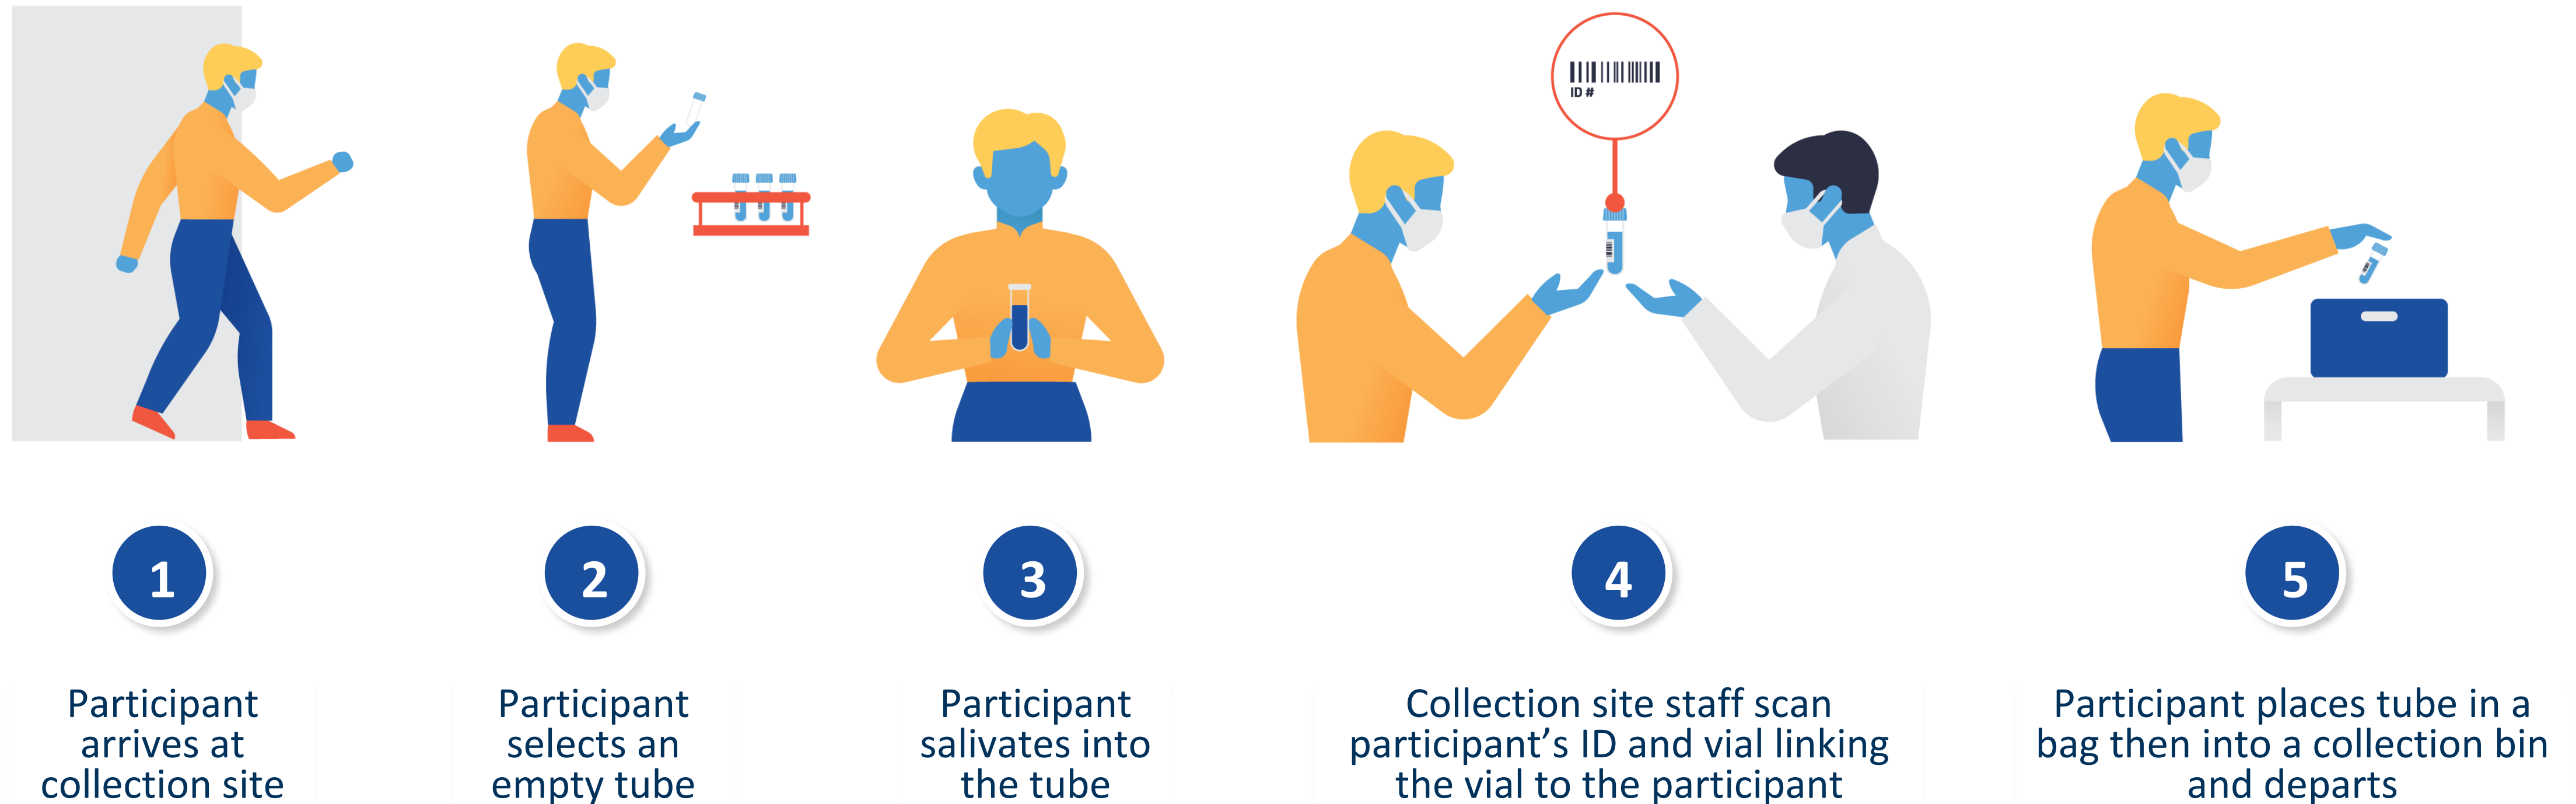 ID #
1
Participant
arrives at
collection site
2
Participant
selects an
empty tube
3
Participant
salivates into
the tube
4
Collection site staff scan
participant’s ID and vial linking
the vial to the participant
5
Participant places tube in a
bag then into a collection bin
and departs